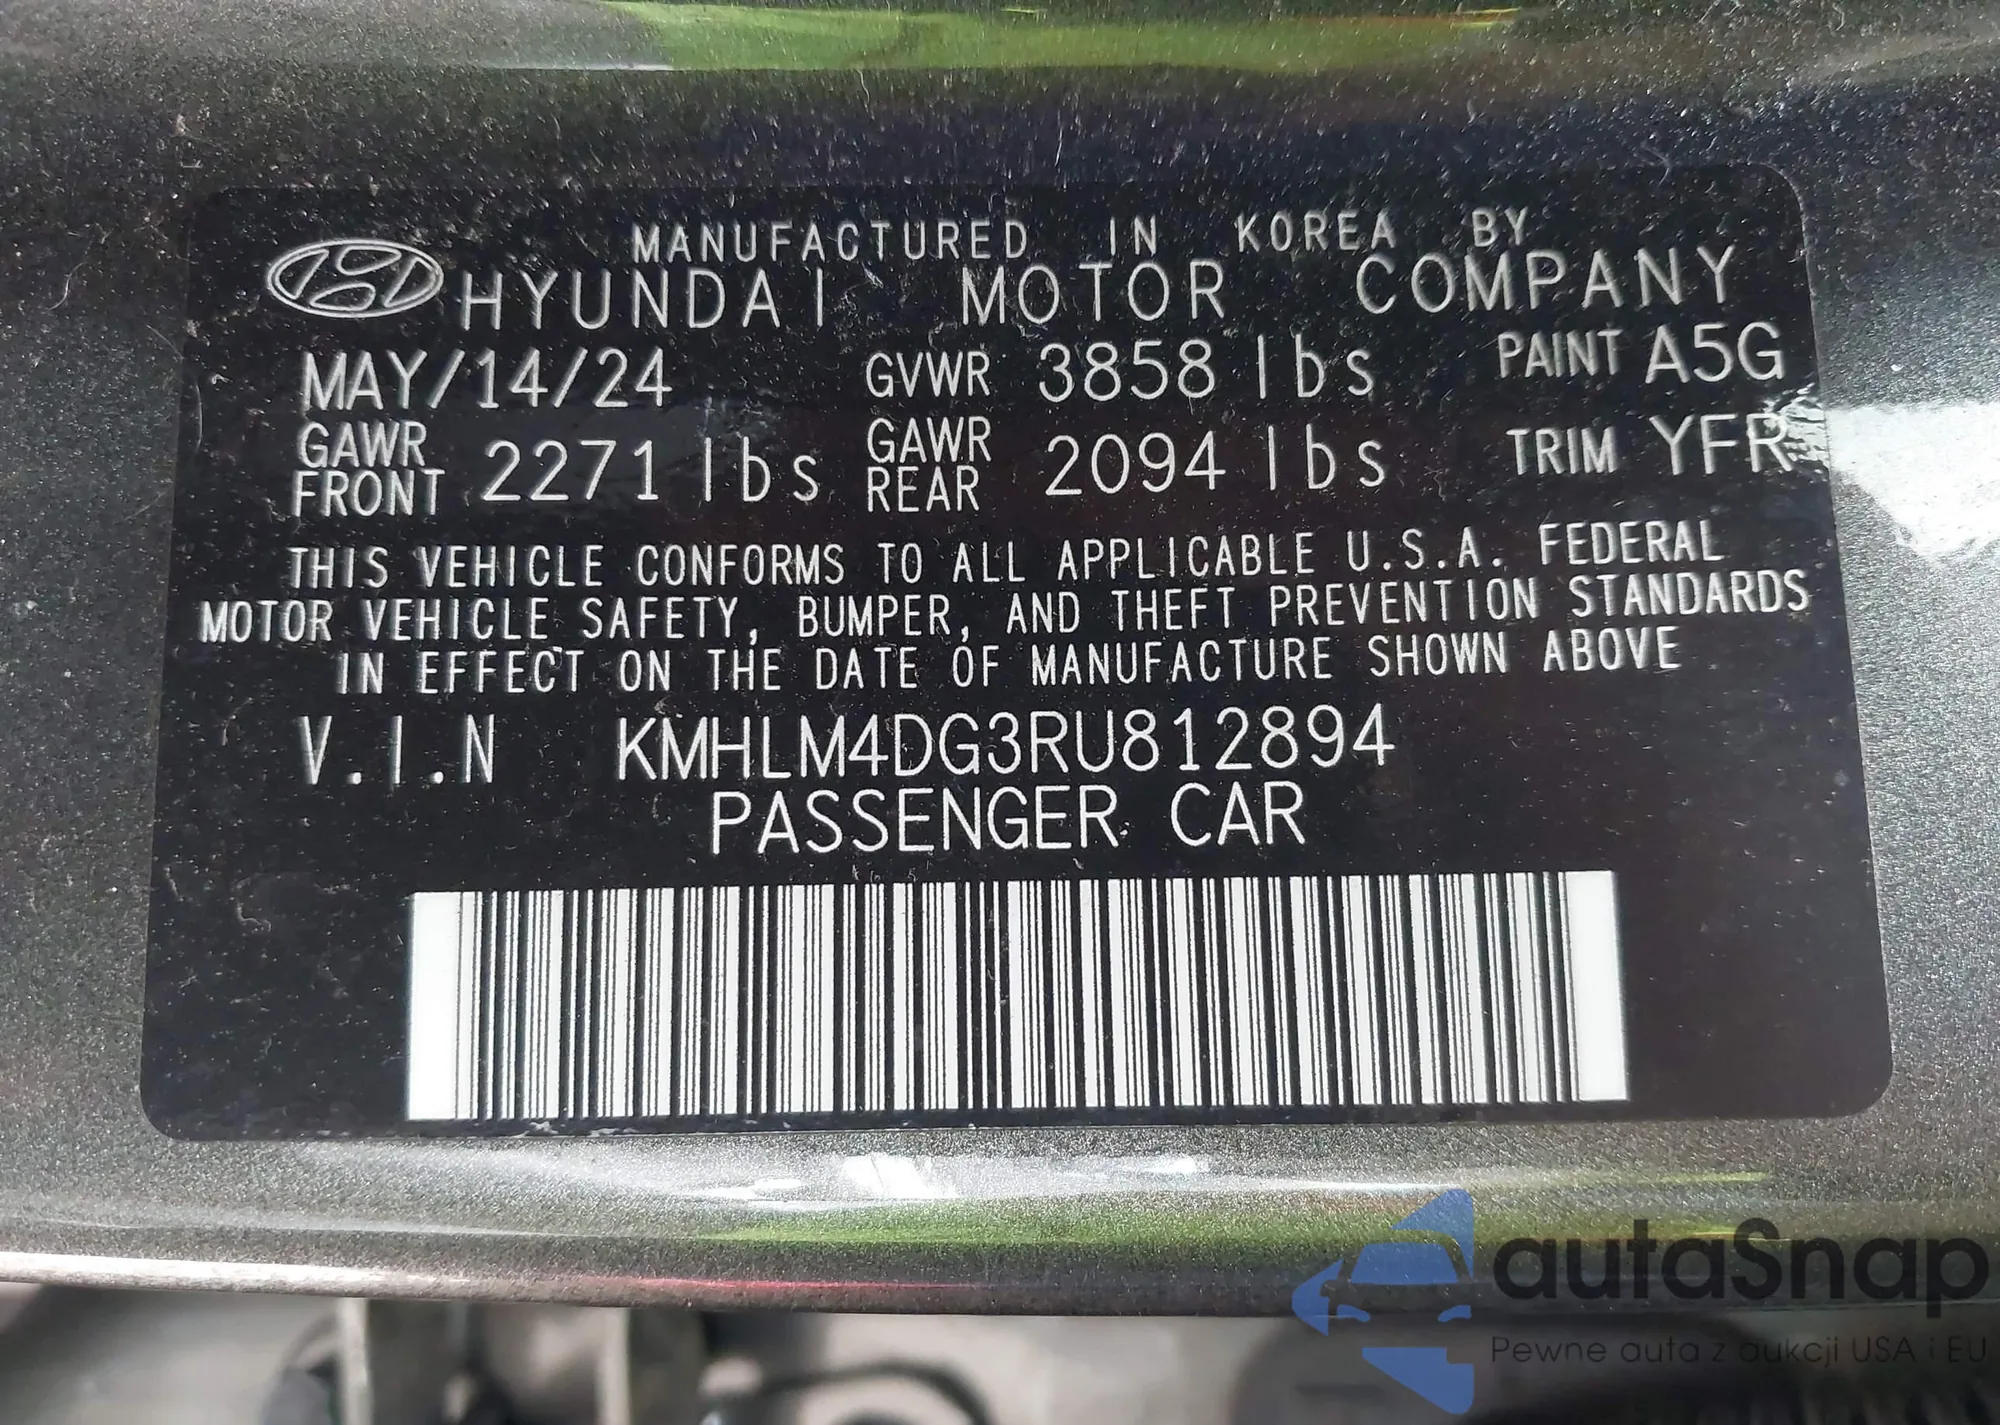 MANUFACTURED IN KOREA BY
HYUNDAI MOTOR COMPANY
MAY/14/24 GVWR 3858 lbs PAINT A5G
GAWR FRONT 2271 lbs GAWR REAR 2094 lbs TRIM YFR
THIS VEHICLE CONFORMS TO ALL APPLICABLE U.S.A. FEDERAL
MOTOR VEHICLE SAFETY, BUMPER, AND THEFT PREVENTION STANDARDS
IN EFFECT ON THE DATE OF MANUFACTURE SHOWN ABOVE
V.I.N KMHLM4DG3RU812894
PASSENGER CAR
autaSnap
Pewne auta z aukcji USA i EU